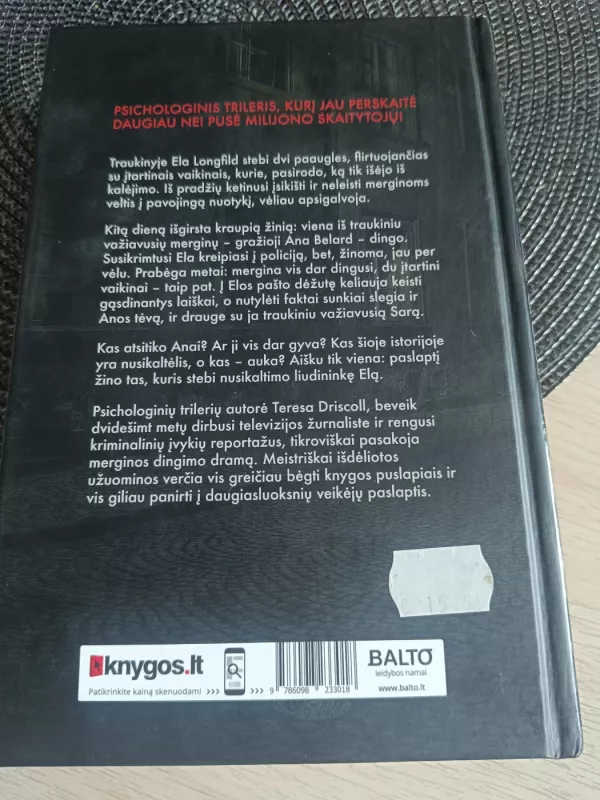 PSICHOLOGINIS TRILERIS, KURĮ JAU PERSKAITĖ
DAUGIAU NEI PUSĖ MILIJONO SKAITYTOJŲ!
Traukinyje Ela Longfild stebi dvi paaugles, flirtuojančias
su įtartinais vaikinais, kurie, pasirodo, ką tik išėjo iš
kalėjimo. Iš pradžių ketinusi įsikišti ir neleisti merginoms
veltis į pavojingą nuotykį, vėliau apsigalvoja.
Kitą dieną išgirsta kraupią žinią: viena iš traukiniu
važiavusių merginų – gražioji Ana Belard – dingo.
Susikrimtusi Ela kreipiasi į policiją, bet, žinoma, jau per
vėlu. Prabėga metai: mergina vis dar dingusi, du įtartini
vaikinai – taip pat. Į Elos pašto dėžutę keliauja keisti
gąsdinantys laiškai, o nutylėti faktai sunkiai slegia ir
Anos tėvą, ir drauge su ja traukiniu važiavusią Sarą.
Kas atsitiko Anai? Ar ji vis dar gyva? Kas šioje istorijoje
yra nusikaltėlis, o kas – auka? Aišku tik viena: paslaptį
žino tas, kuris stebi nusikaltimo liudininkę Elą.
Psichologinių trilerių autorė Teresa Driscoll, beveik
dvidešimt metų dirbusi televizijos žurnaliste ir rengusi
kriminalinių įvykių reportažus, tikroviškai pasakoja
merginos dingimo dramą. Meistriškai išdėliotos
užuominos verčia vis greičiau bėgti knygos puslapiais ir
vis giliau panirti į daugiasluoksnių veikėjų paslaptis.
knygos.lt
Patikrinkite kainą skenuodami >>> >>>
9 786098 233018
BALTO
leidybos namai
www.balto.lt